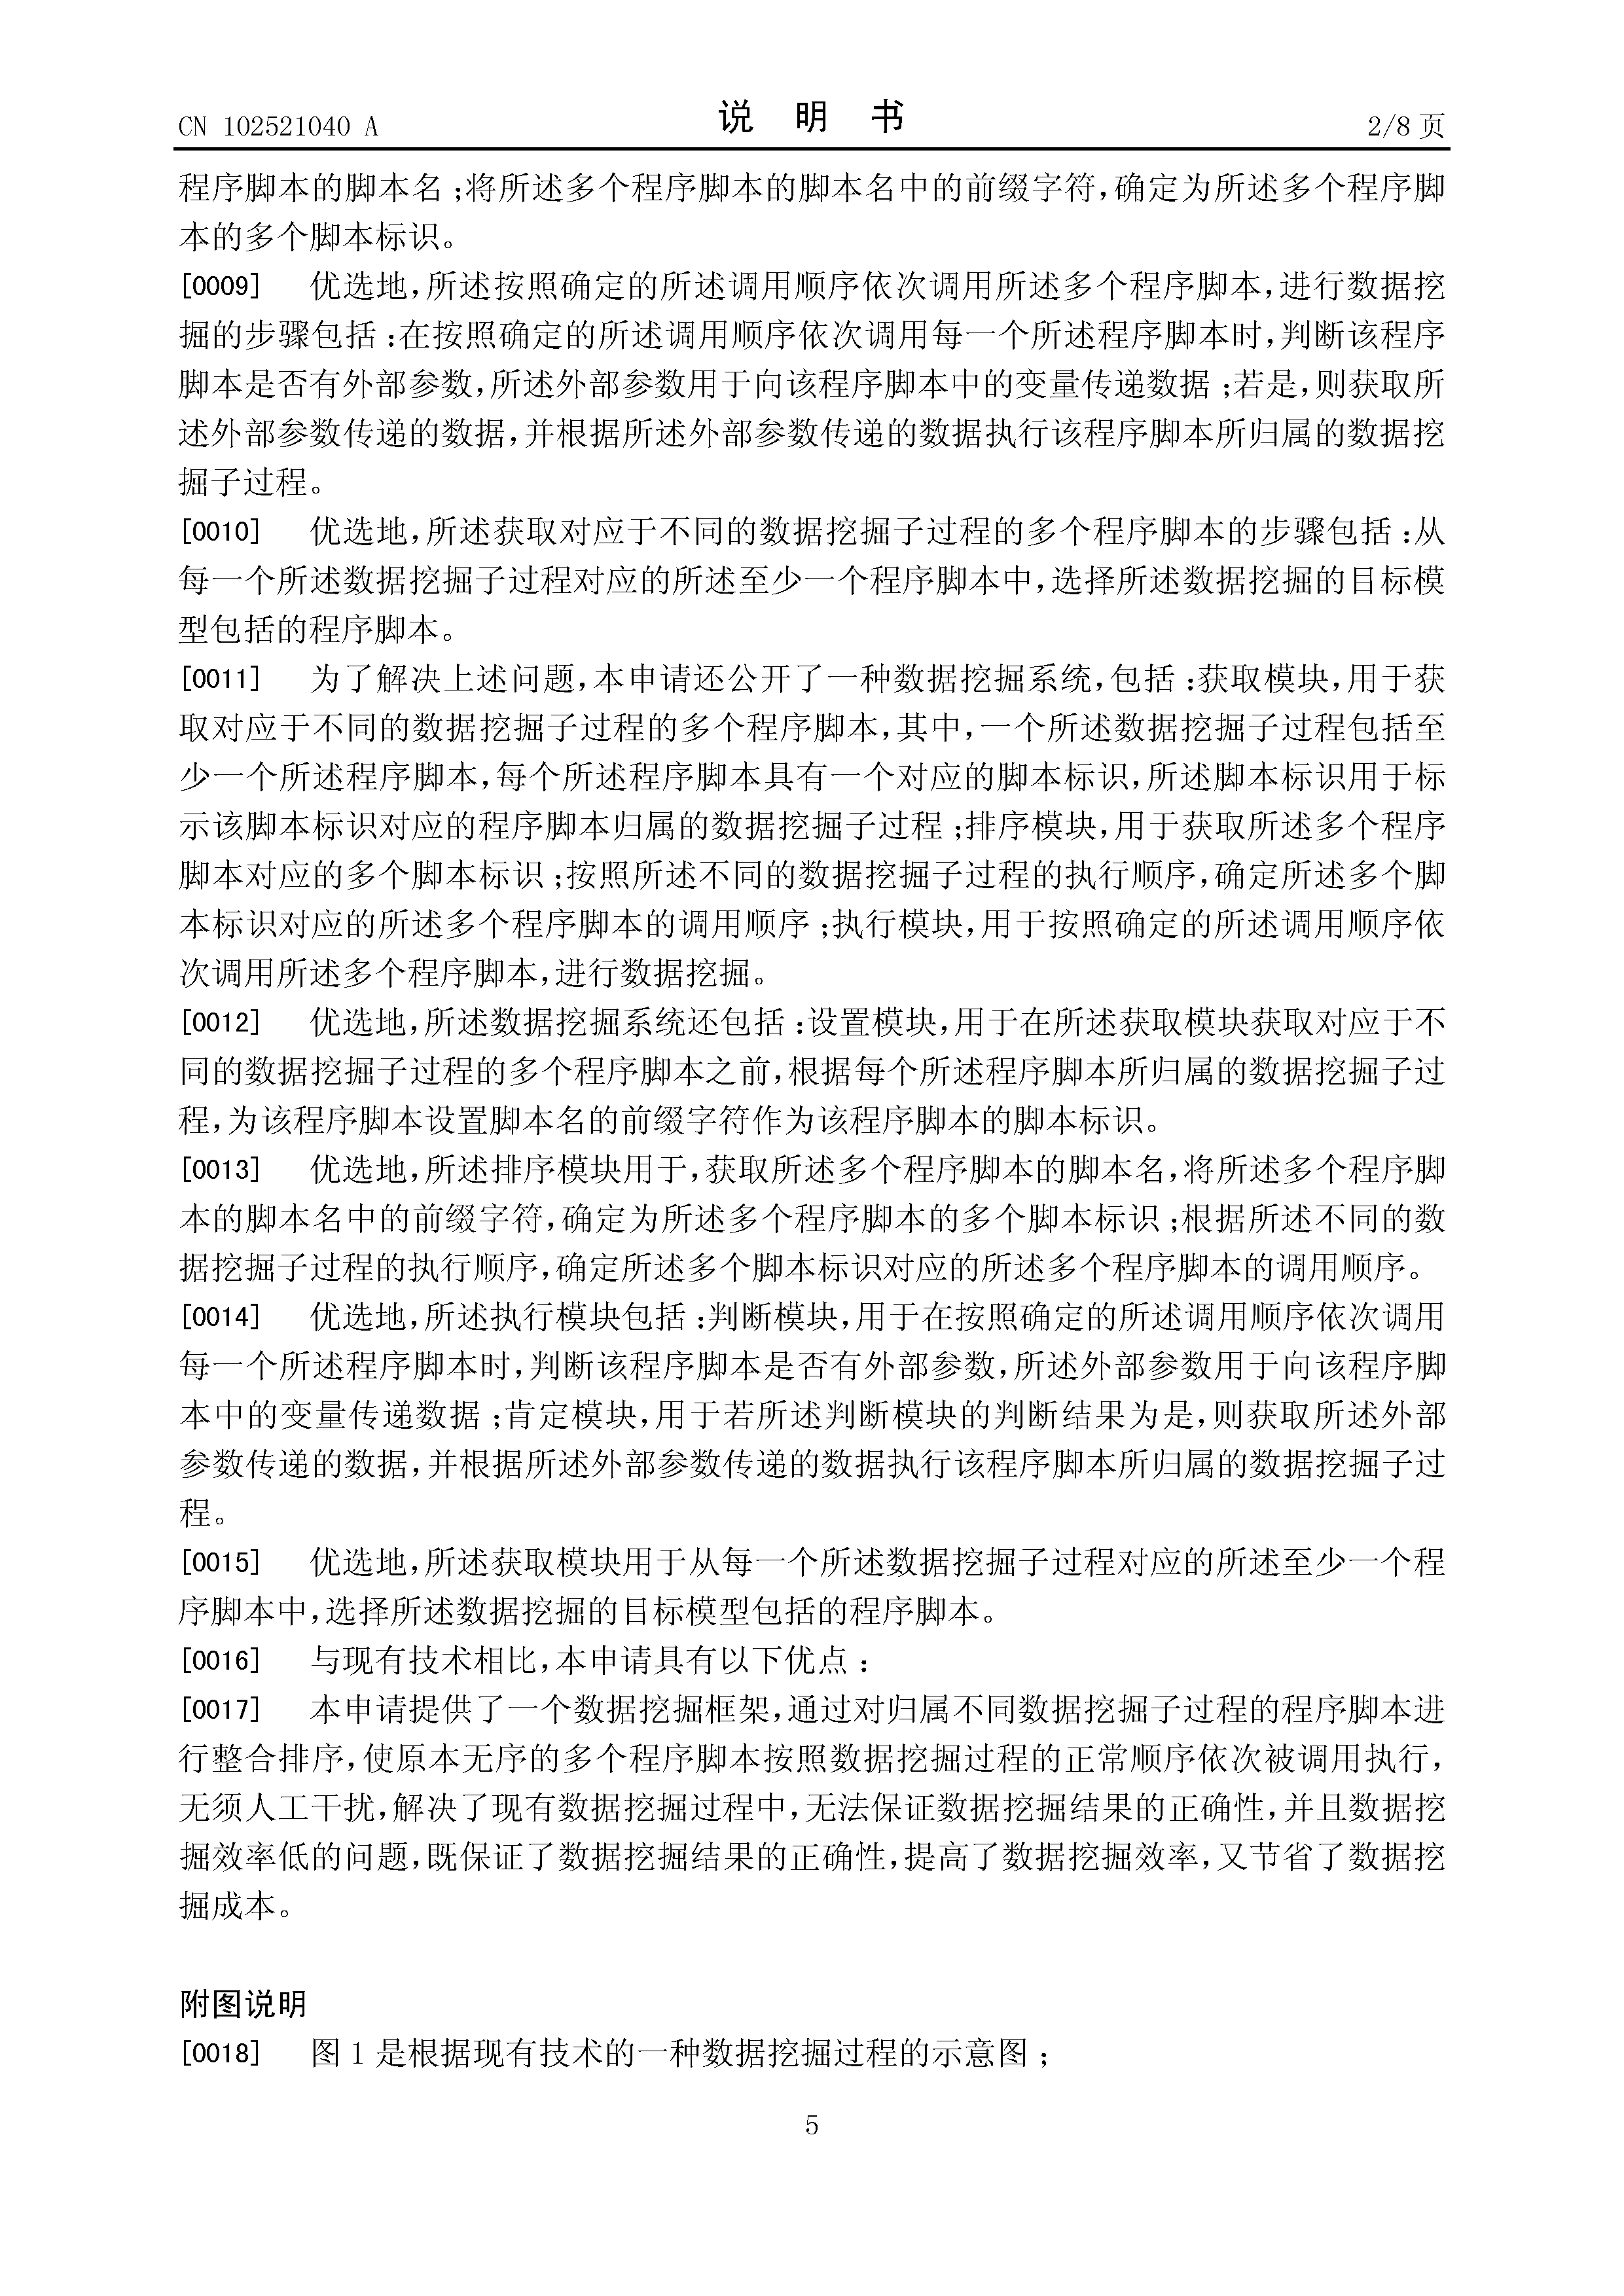 CN 102521040 A
说 明 书
2/8 页
程序脚本的脚本名;将所述多个程序脚本的脚本名中的前缀字符,确定为所述多个程序脚
本的多个脚本标识。
[0009] 优选地,所述按照确定的所述调用顺序依次调用所述多个程序脚本,进行数据挖
掘的步骤包括:在按照确定的所述调用顺序依次调用每一个所述程序脚本时,判断该程序
脚本是否有外部参数,所述外部参数用于向该程序脚本中的变量传递数据;若是,则获取所
述外部参数传递的数据,并根据所述外部参数传递的数据执行该程序脚本所归属的数据挖
掘子过程。
[0010] 优选地,所述获取对应于不同的数据挖掘子过程的多个程序脚本的步骤包括:从
每一个所述数据挖掘子过程对应的所述至少一个程序脚本中,选择所述数据挖掘的目标模
型包括的程序脚本。
[0011] 为了解决上述问题,本申请还公开了一种数据挖掘系统,包括:获取模块,用于获
取对应于不同的数据挖掘子过程的多个程序脚本,其中,一个所述数据挖掘子过程包括至
少一个所述程序脚本,每个所述程序脚本具有一个对应的脚本标识,所述脚本标识用于标
示该脚本标识对应的程序脚本归属的数据挖掘子过程;排序模块,用于获取所述多个程序
脚本对应的多个脚本标识;按照所述不同的数据挖掘子过程的执行顺序,确定所述多个脚
本标识对应的所述多个程序脚本的调用顺序;执行模块,用于按照确定的所述调用顺序依
次调用所述多个程序脚本,进行数据挖掘。
[0012] 优选地,所述数据挖掘系统还包括:设置模块,用于在所述获取模块获取对应于不
同的数据挖掘子过程的多个程序脚本之前,根据每个所述程序脚本所归属的数据挖掘子过
程,为该程序脚本设置脚本名的前缀字符作为该程序脚本的脚本标识。
[0013] 优选地,所述排序模块用于,获取所述多个程序脚本的脚本名,将所述多个程序脚
本的脚本名中的前缀字符,确定为所述多个程序脚本的多个脚本标识;根据所述不同的数
据挖掘子过程的执行顺序,确定所述多个脚本标识对应的所述多个程序脚本的调用顺序。
[0014] 优选地,所述执行模块包括:判断模块,用于在按照确定的所述调用顺序依次调用
每一个所述程序脚本时,判断该程序脚本是否有外部参数,所述外部参数用于向该程序脚
本中的变量传递数据;肯定模块,用于若所述判断模块的判断结果为是,则获取所述外部
参数传递的数据,并根据所述外部参数传递的数据执行该程序脚本所归属的数据挖掘子过
程。
[0015] 优选地,所述获取模块用于从每一个所述数据挖掘子过程对应的所述至少一个程
序脚本中,选择所述数据挖掘的目标模型包括的程序脚本。
[0016] 与现有技术相比,本申请具有以下优点:
[0017] 本申请提供了一个数据挖掘框架,通过对归属不同数据挖掘子过程的程序脚本进
行整合排序,使原本无序的多个程序脚本按照数据挖掘过程的正常顺序依次被调用执行,
无须人工干扰,解决了现有数据挖掘过程中,无法保证数据挖掘结果的正确性,并且数据挖
掘效率低的问题,既保证了数据挖掘结果的正确性,提高了数据挖掘效率,又节省了数据挖
掘成本。
附图说明
[0018] 图 1 是根据现有技术的一种数据挖掘过程的示意图;
5